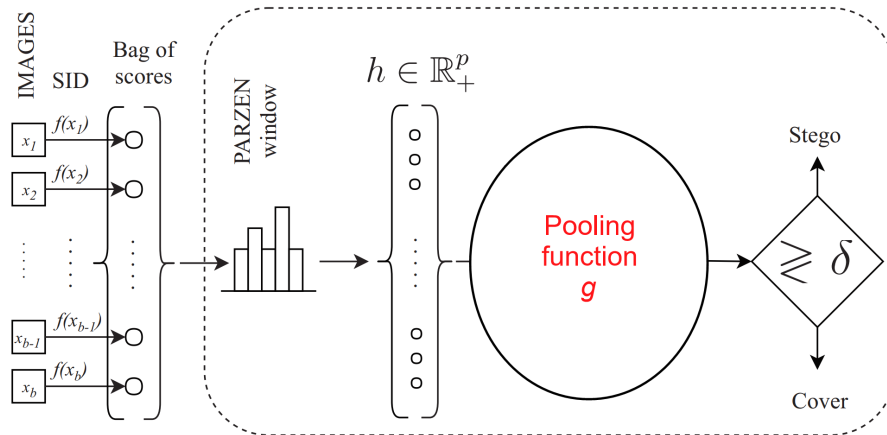 IMAGES
SID
Bag of
scores
f(x1)
x1
f(x2)
x2
f(xb-1)
xb-1
f(xb)
xb
PARZEN
window
h ∈ ℝ₊ᵖ
Pooling
function
g
Stego
≷ δ
Cover